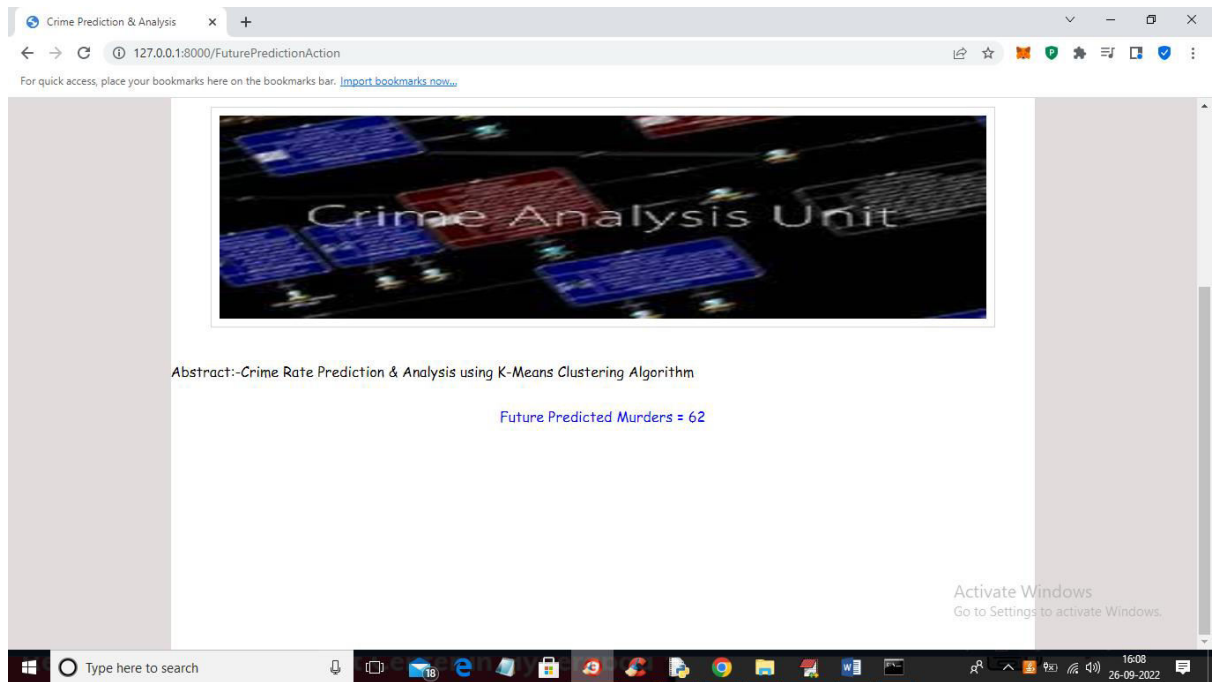 Crime Prediction & Analysis
127.0.0.1:8000/FuturePredictionAction
For quick access, place your bookmarks here on the bookmarks bar. Import bookmarks now...
Crime Analysis Unit
Abstract:-Crime Rate Prediction & Analysis using K-Means Clustering Algorithm
Future Predicted Murders = 62
Activate Windows
Go to Settings to activate Windows.
Type here to search
18
16:08
26-09-2022